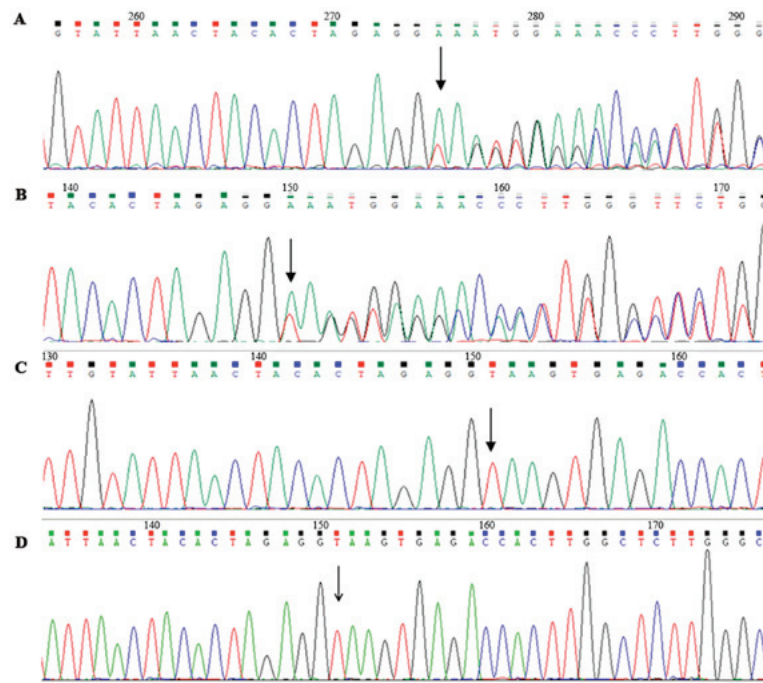 A 260 270 280 290
G T A T T A A C T A C A C T A G A G G A A A T G G A A A C C C T T G G G
140 150 160 170
B T A C A C T A G A G G A A A T G G A A A C C C T T G G G T T C T G G
130 140 150 160
C T T G T A T T A A C T A C A C T A G A G G T A A G T G A G A C C A C T
140 150 160 170
D A T T A A C T A C A C T A G A G G T A A G T G A G A C C A C T T G G C T C T T G G G C